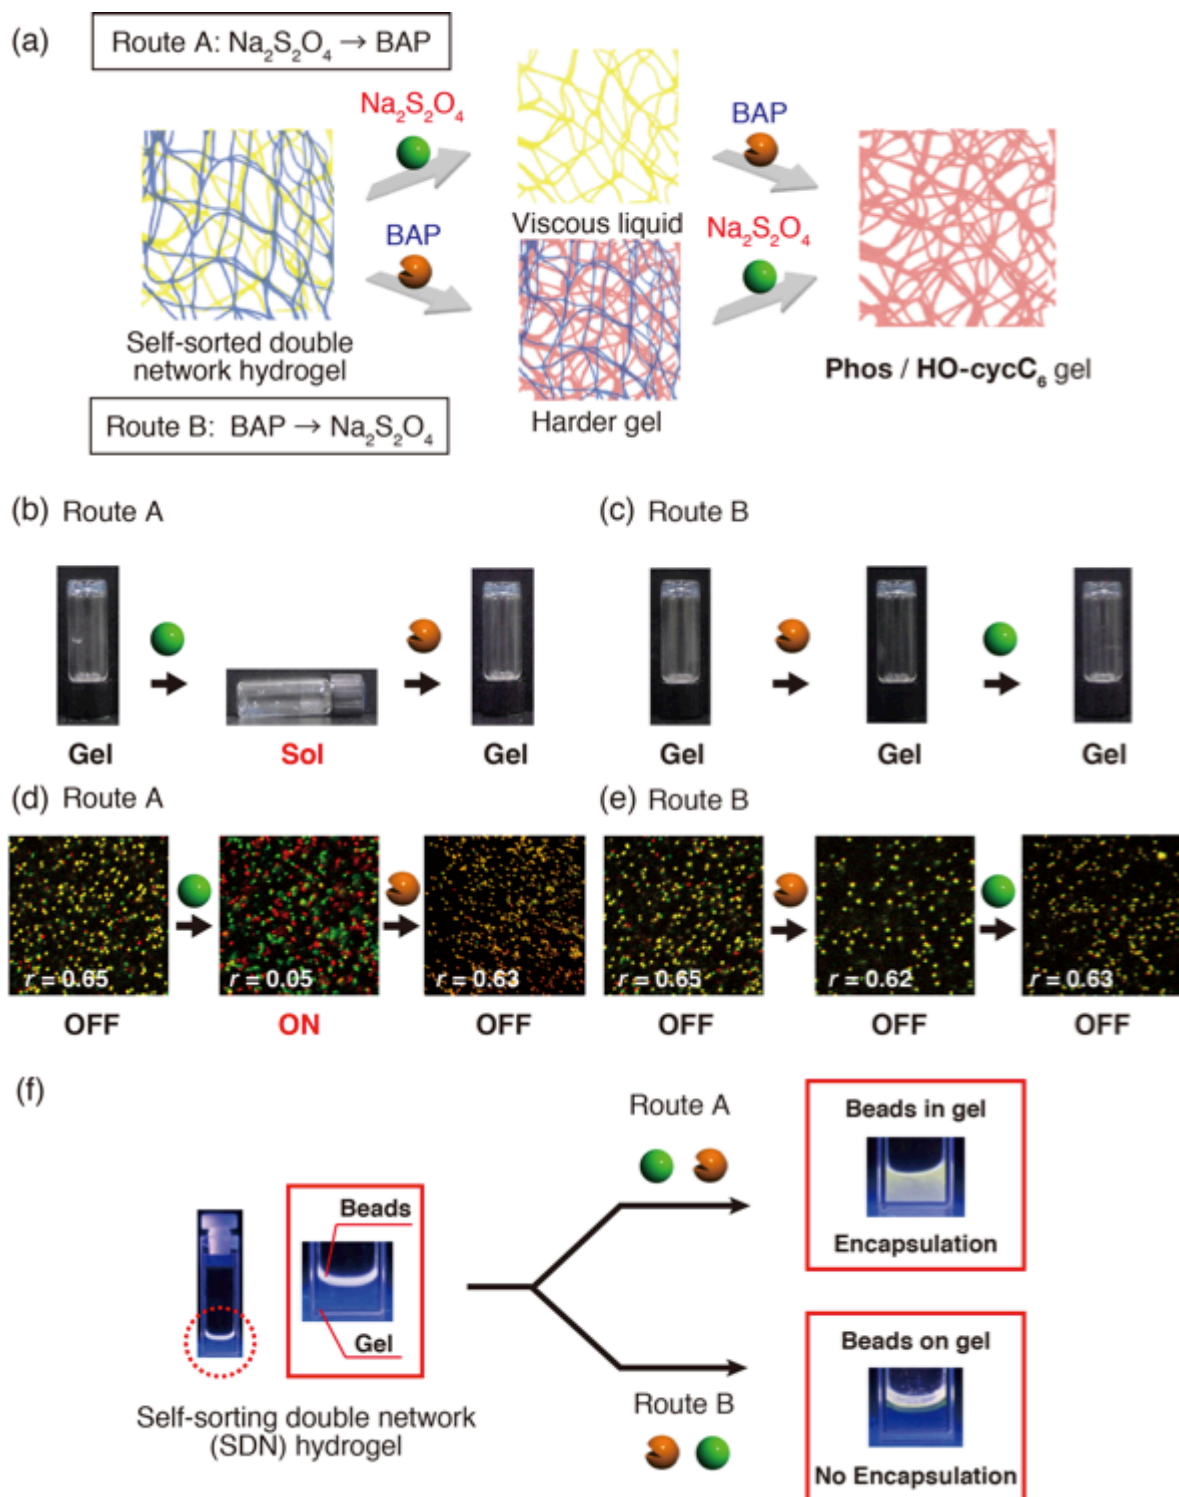 (a)
Route A: Na₂S₂O₄ → BAP
Na₂S₂O₄
BAP
BAP
Viscous liquid
Na₂S₂O₄
Self-sorted double
network hydrogel
Harder gel
Phos / HO-cycC₆ gel
Route B: BAP → Na₂S₂O₄
(b) Route A
(c) Route B
Gel
Sol
Gel
Gel
Gel
Gel
(d) Route A
(e) Route B
r = 0.65
r = 0.05
r = 0.63
r = 0.65
r = 0.62
r = 0.63
OFF
ON
OFF
OFF
OFF
OFF
(f)
Route A
Beads in gel
Encapsulation
Beads
Gel
Self-sorting double network
(SDN) hydrogel
Route B
Beads on gel
No Encapsulation